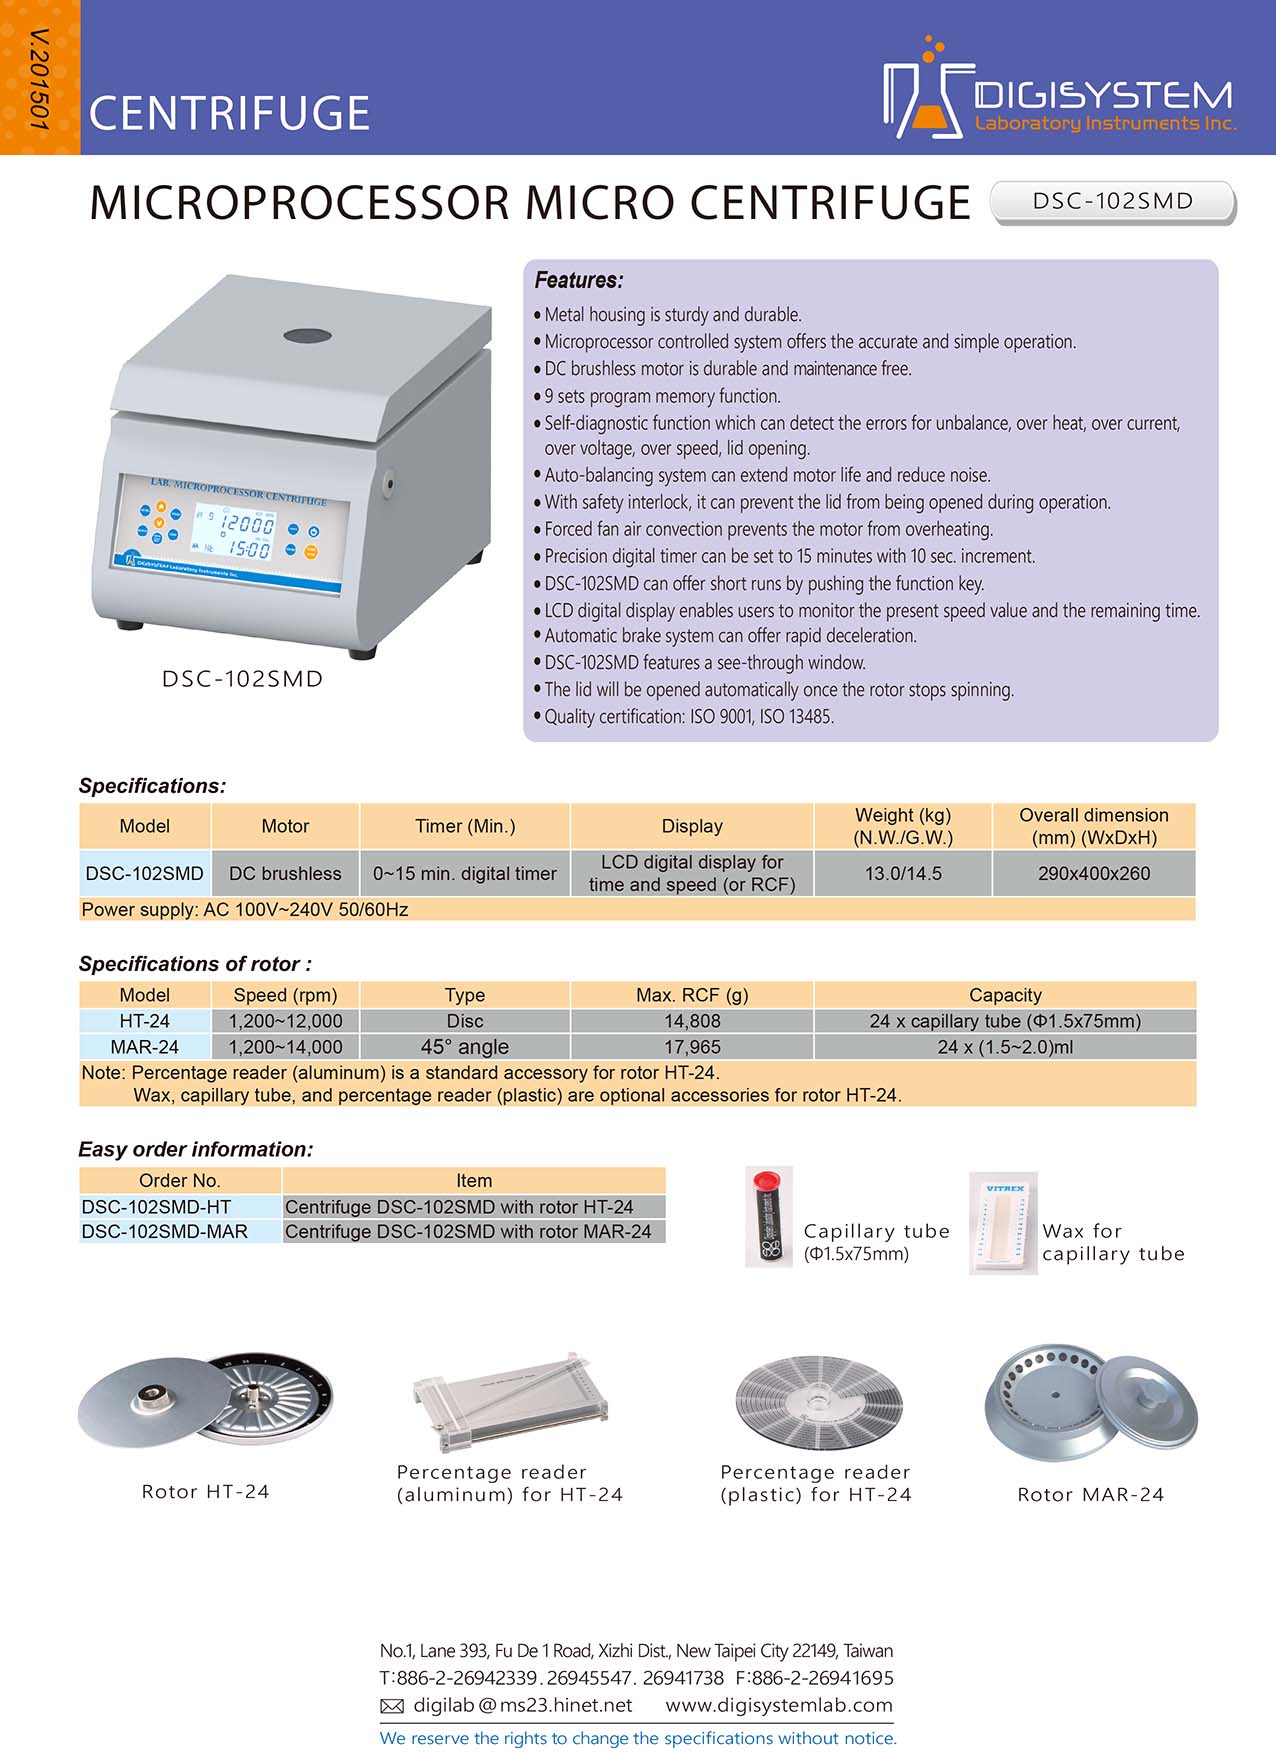 V.201501
CENTRIFUGE
DIGISYSTEM
Laboratory Instruments Inc.
MICROPROCESSOR MICRO CENTRIFUGE
DSC-102SMD
LAB. MICROPROCESSOR CENTRIFUGE
12000
15:00
DIGISYSTEM Laboratory Instruments Inc.
DSC-102SMD
Features:
• Metal housing is sturdy and durable.
• Microprocessor controlled system offers the accurate and simple operation.
• DC brushless motor is durable and maintenance free.
• 9 sets program memory function.
• Self-diagnostic function which can detect the errors for unbalance, over heat, over current,
over voltage, over speed, lid opening.
• Auto-balancing system can extend motor life and reduce noise.
• With safety interlock, it can prevent the lid from being opened during operation.
• Forced fan air convection prevents the motor from overheating.
• Precision digital timer can be set to 15 minutes with 10 sec. increment.
• DSC-102SMD can offer short runs by pushing the function key.
• LCD digital display enables users to monitor the present speed value and the remaining time.
• Automatic brake system can offer rapid deceleration.
• DSC-102SMD features a see-through window.
• The lid will be opened automatically once the rotor stops spinning.
• Quality certification: ISO 9001, ISO 13485.
Specifications:
Model Motor Timer (Min.) Display Weight (kg) (N.W./G.W.) Overall dimension (mm) (WxDxH)
DSC-102SMD DC brushless 0~15 min. digital timer LCD digital display for time and speed (or RCF) 13.0/14.5 290x400x260
Power supply: AC 100V~240V 50/60Hz
Specifications of rotor :
Model Speed (rpm) Type Max. RCF (g) Capacity
HT-24 1,200~12,000 Disc 14,808 24 x capillary tube (Φ1.5x75mm)
MAR-24 1,200~14,000 45° angle 17,965 24 x (1.5~2.0)ml
Note: Percentage reader (aluminum) is a standard accessory for rotor HT-24.
Wax, capillary tube, and percentage reader (plastic) are optional accessories for rotor HT-24.
Easy order information:
Order No. Item
DSC-102SMD-HT Centrifuge DSC-102SMD with rotor HT-24
DSC-102SMD-MAR Centrifuge DSC-102SMD with rotor MAR-24
Capillary tube
(Φ1.5x75mm)
VITREX
Wax for
capillary tube
Rotor HT-24
Percentage reader
(aluminum) for HT-24
Percentage reader
(plastic) for HT-24
Rotor MAR-24
No.1, Lane 393, Fu De 1 Road, Xizhi Dist., New Taipei City 22149, Taiwan
T:886-2-26942339. 26945547. 26941738 F:886-2-26941695
digilab@ms23.hinet.net www.digisystemlab.com
We reserve the rights to change the specifications without notice.